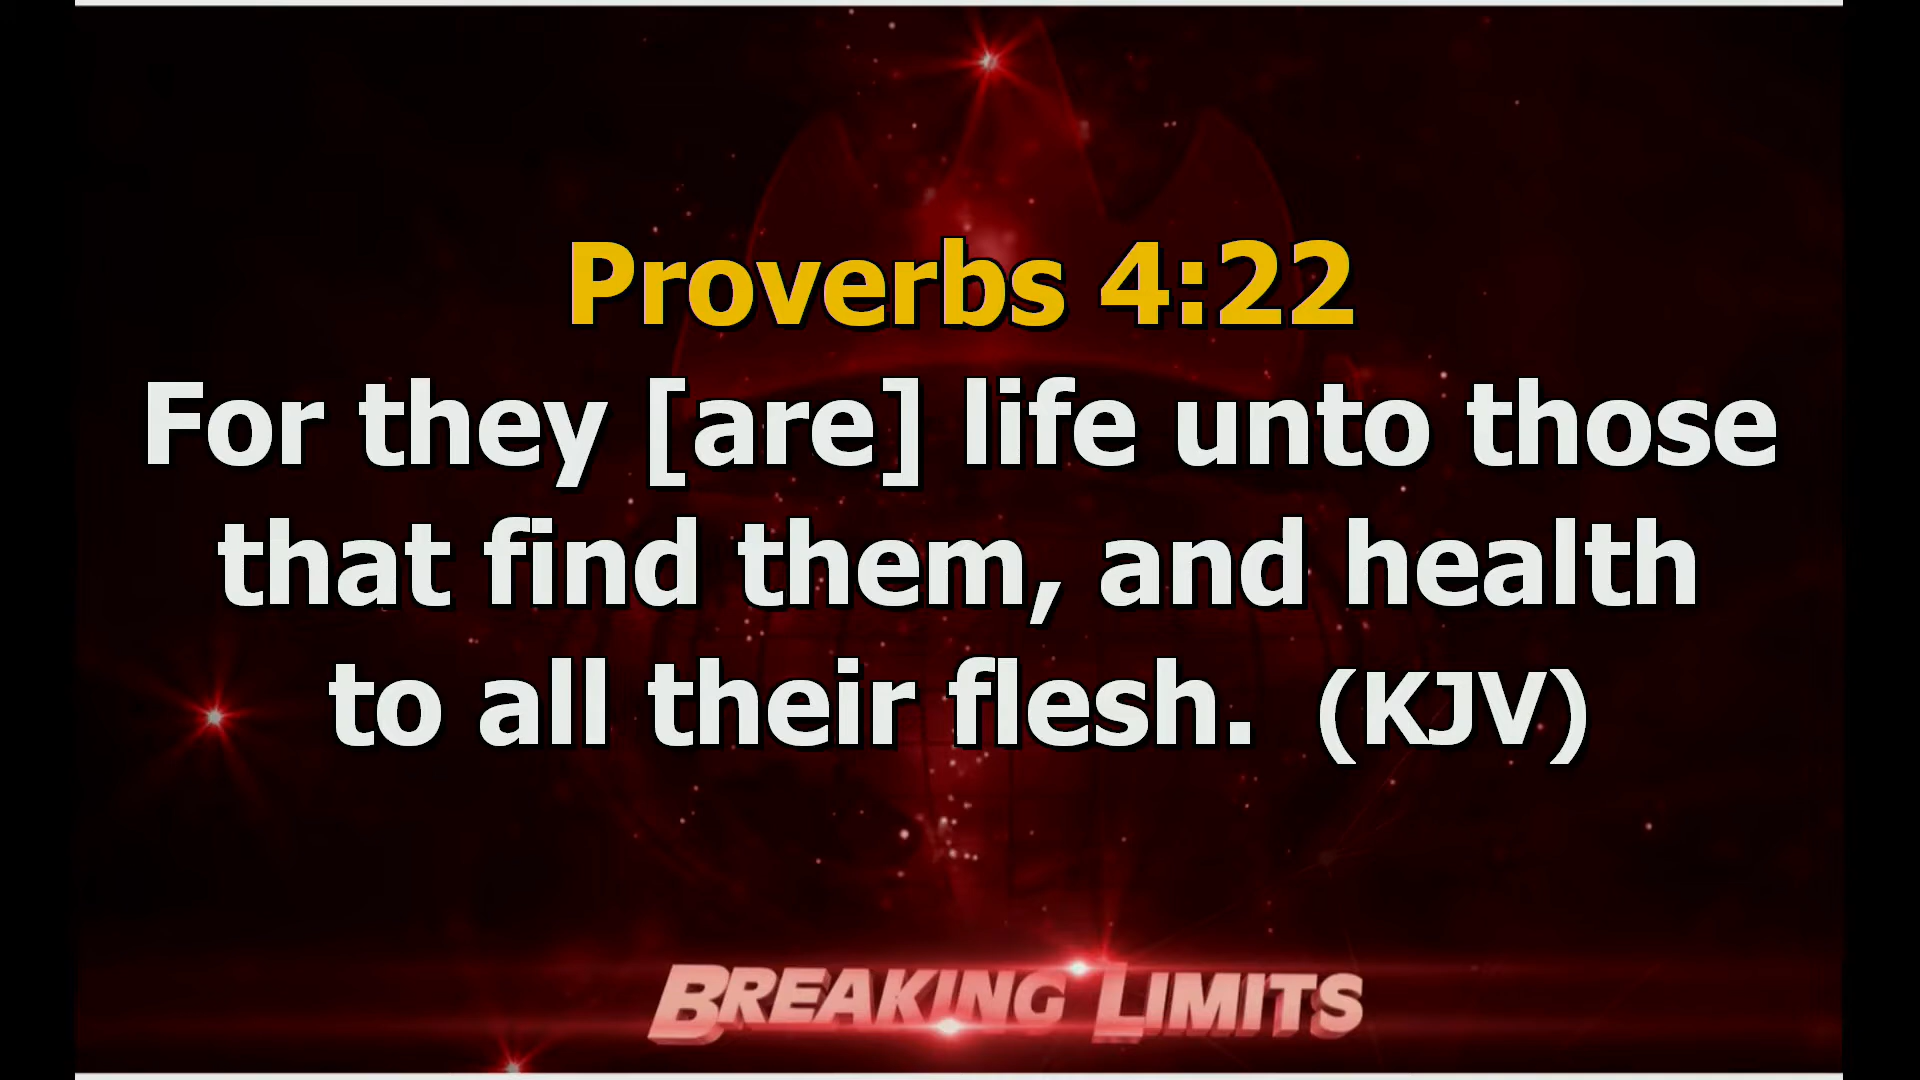 Proverbs 4:22
For they [are] life unto those
that find them, and health
to all their flesh. (KJV)
BREAKING LIMITS